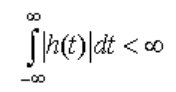 ∫_{-∞}^{∞} |h(t)| dt < ∞